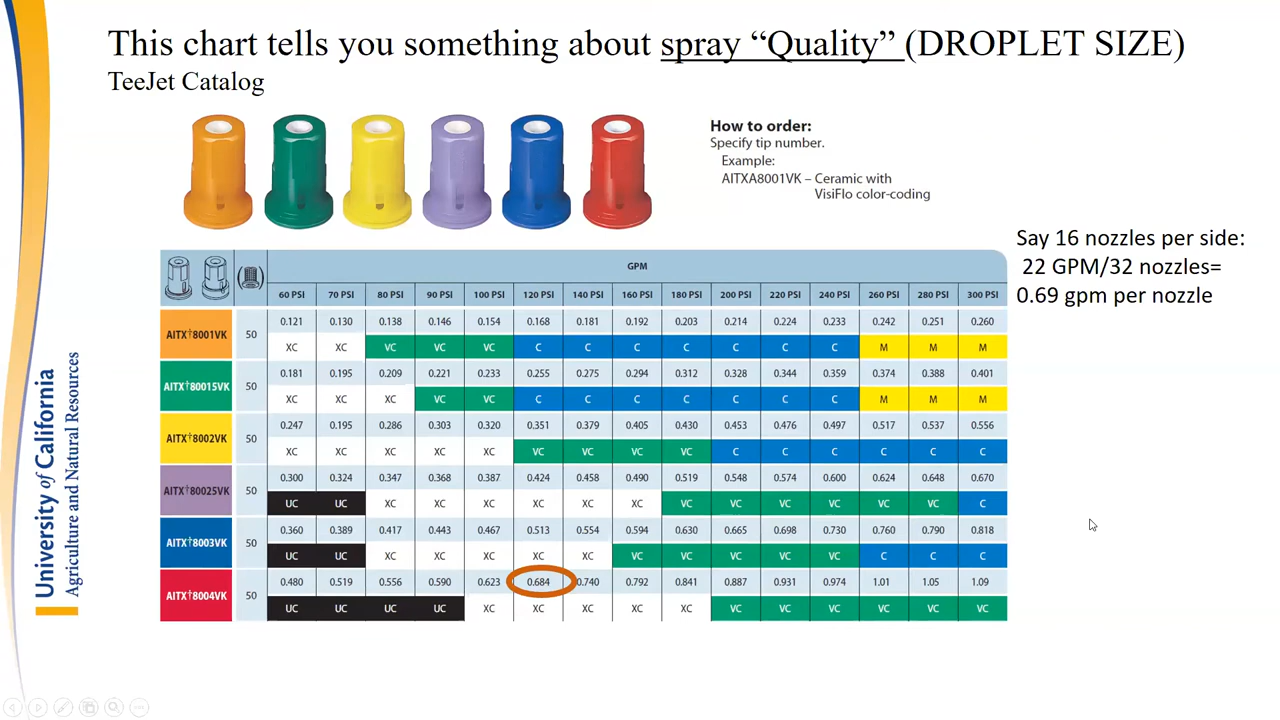 This chart tells you something about spray “Quality” (DROPLET SIZE)
TeeJet Catalog
How to order:
Specify tip number.
Example:
AITXA8001VK – Ceramic with
VisiFlo color-coding
Say 16 nozzles per side:
22 GPM/32 nozzles=
0.69 gpm per nozzle
GPM
60 PSI 70 PSI 80 PSI 90 PSI 100 PSI 120 PSI 140 PSI 160 PSI 180 PSI 200 PSI 220 PSI 240 PSI 260 PSI 280 PSI 300 PSI
AITX†8001VK 50
0.121 0.130 0.138 0.146 0.154 0.168 0.181 0.192 0.203 0.214 0.224 0.233 0.242 0.251 0.260
XC XC VC VC VC C C C C C C C M M M
AITX†80015VK 50
0.181 0.195 0.209 0.221 0.233 0.255 0.275 0.294 0.312 0.328 0.344 0.359 0.374 0.388 0.401
XC XC XC VC VC C C C C C C C M M M
AITX†8002VK 50
0.247 0.195 0.286 0.303 0.320 0.351 0.379 0.405 0.430 0.453 0.476 0.497 0.517 0.537 0.556
XC XC XC XC XC VC VC VC VC C C C C C C
AITX†80025VK 50
0.300 0.324 0.347 0.368 0.387 0.424 0.458 0.490 0.519 0.548 0.574 0.600 0.624 0.648 0.670
UC UC XC XC XC XC XC XC VC VC VC VC VC VC C
AITX†8003VK 50
0.360 0.389 0.417 0.443 0.467 0.513 0.554 0.594 0.630 0.665 0.698 0.730 0.760 0.790 0.818
UC UC XC XC XC XC XC VC VC VC VC VC C C C
AITX†8004VK 50
0.480 0.519 0.556 0.590 0.623 0.684 0.740 0.792 0.841 0.887 0.931 0.974 1.01 1.05 1.09
UC UC UC UC XC XC XC XC XC VC VC VC VC VC VC
University of California
Agriculture and Natural Resources